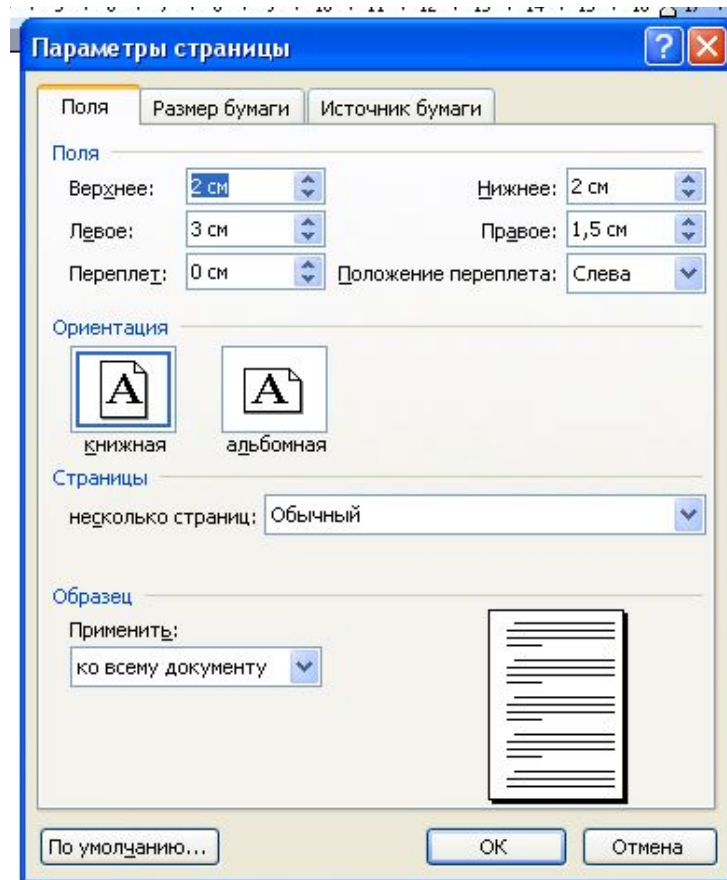 Параметры страницы
Поля Размер бумаги Источник бумаги
Поля
Верхнее: 2 см Нижнее: 2 см
Левое: 3 см Правое: 1,5 см
Переплет: 0 см Положение переплета: Слева
Ориентация
A A
книжная альбомная
Страницы
несколько страниц: Обычный
Образец
Применить:
ко всему документу
По умолчанию... ОК Отмена